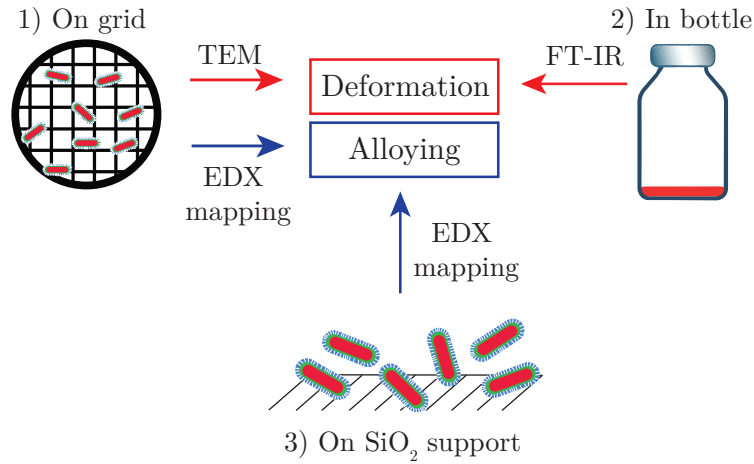 1) On grid
2) In bottle
TEM
FT-IR
Deformation
Alloying
EDX
mapping
EDX
mapping
3) On SiO₂ support